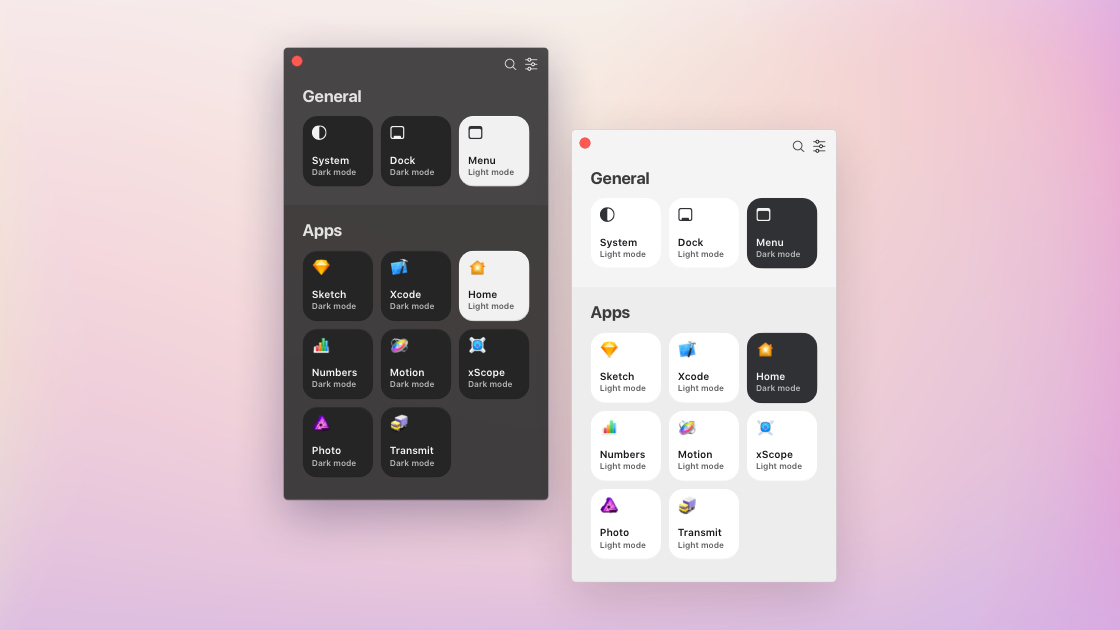 General
System
Dark mode
Dock
Dark mode
Menu
Light mode
Apps
Sketch
Dark mode
Xcode
Dark mode
Home
Light mode
Numbers
Dark mode
Motion
Dark mode
xScope
Dark mode
Photo
Dark mode
Transmit
Dark mode
General
System
Light mode
Dock
Light mode
Menu
Dark mode
Apps
Sketch
Light mode
Xcode
Light mode
Home
Dark mode
Numbers
Light mode
Motion
Light mode
xScope
Light mode
Photo
Light mode
Transmit
Light mode